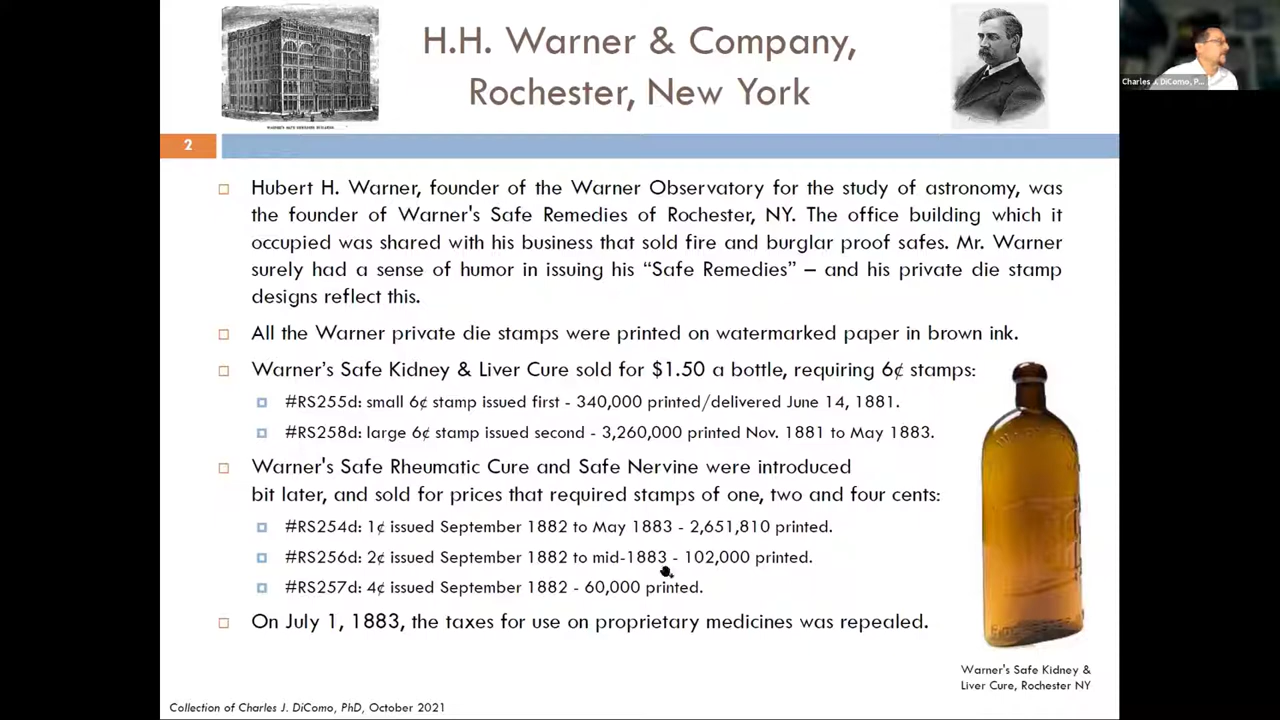 H.H. Warner & Company,
Rochester, New York
WARNER'S SAFE REMEDIES BUILDING.
Charles J. DiComo, P...
2
Hubert H. Warner, founder of the Warner Observatory for the study of astronomy, was
the founder of Warner's Safe Remedies of Rochester, NY. The office building which it
occupied was shared with his business that sold fire and burglar proof safes. Mr. Warner
surely had a sense of humor in issuing his “Safe Remedies” – and his private die stamp
designs reflect this.
All the Warner private die stamps were printed on watermarked paper in brown ink.
Warner’s Safe Kidney & Liver Cure sold for $1.50 a bottle, requiring 6¢ stamps:
#RS255d: small 6¢ stamp issued first - 340,000 printed/delivered June 14, 1881.
#RS258d: large 6¢ stamp issued second - 3,260,000 printed Nov. 1881 to May 1883.
Warner's Safe Rheumatic Cure and Safe Nervine were introduced
bit later, and sold for prices that required stamps of one, two and four cents:
#RS254d: 1¢ issued September 1882 to May 1883 - 2,651,810 printed.
#RS256d: 2¢ issued September 1882 to mid-1883 - 102,000 printed.
#RS257d: 4¢ issued September 1882 - 60,000 printed.
On July 1, 1883, the taxes for use on proprietary medicines was repealed.
Warner's Safe Kidney &
Liver Cure, Rochester NY
Collection of Charles J. DiComo, PhD, October 2021